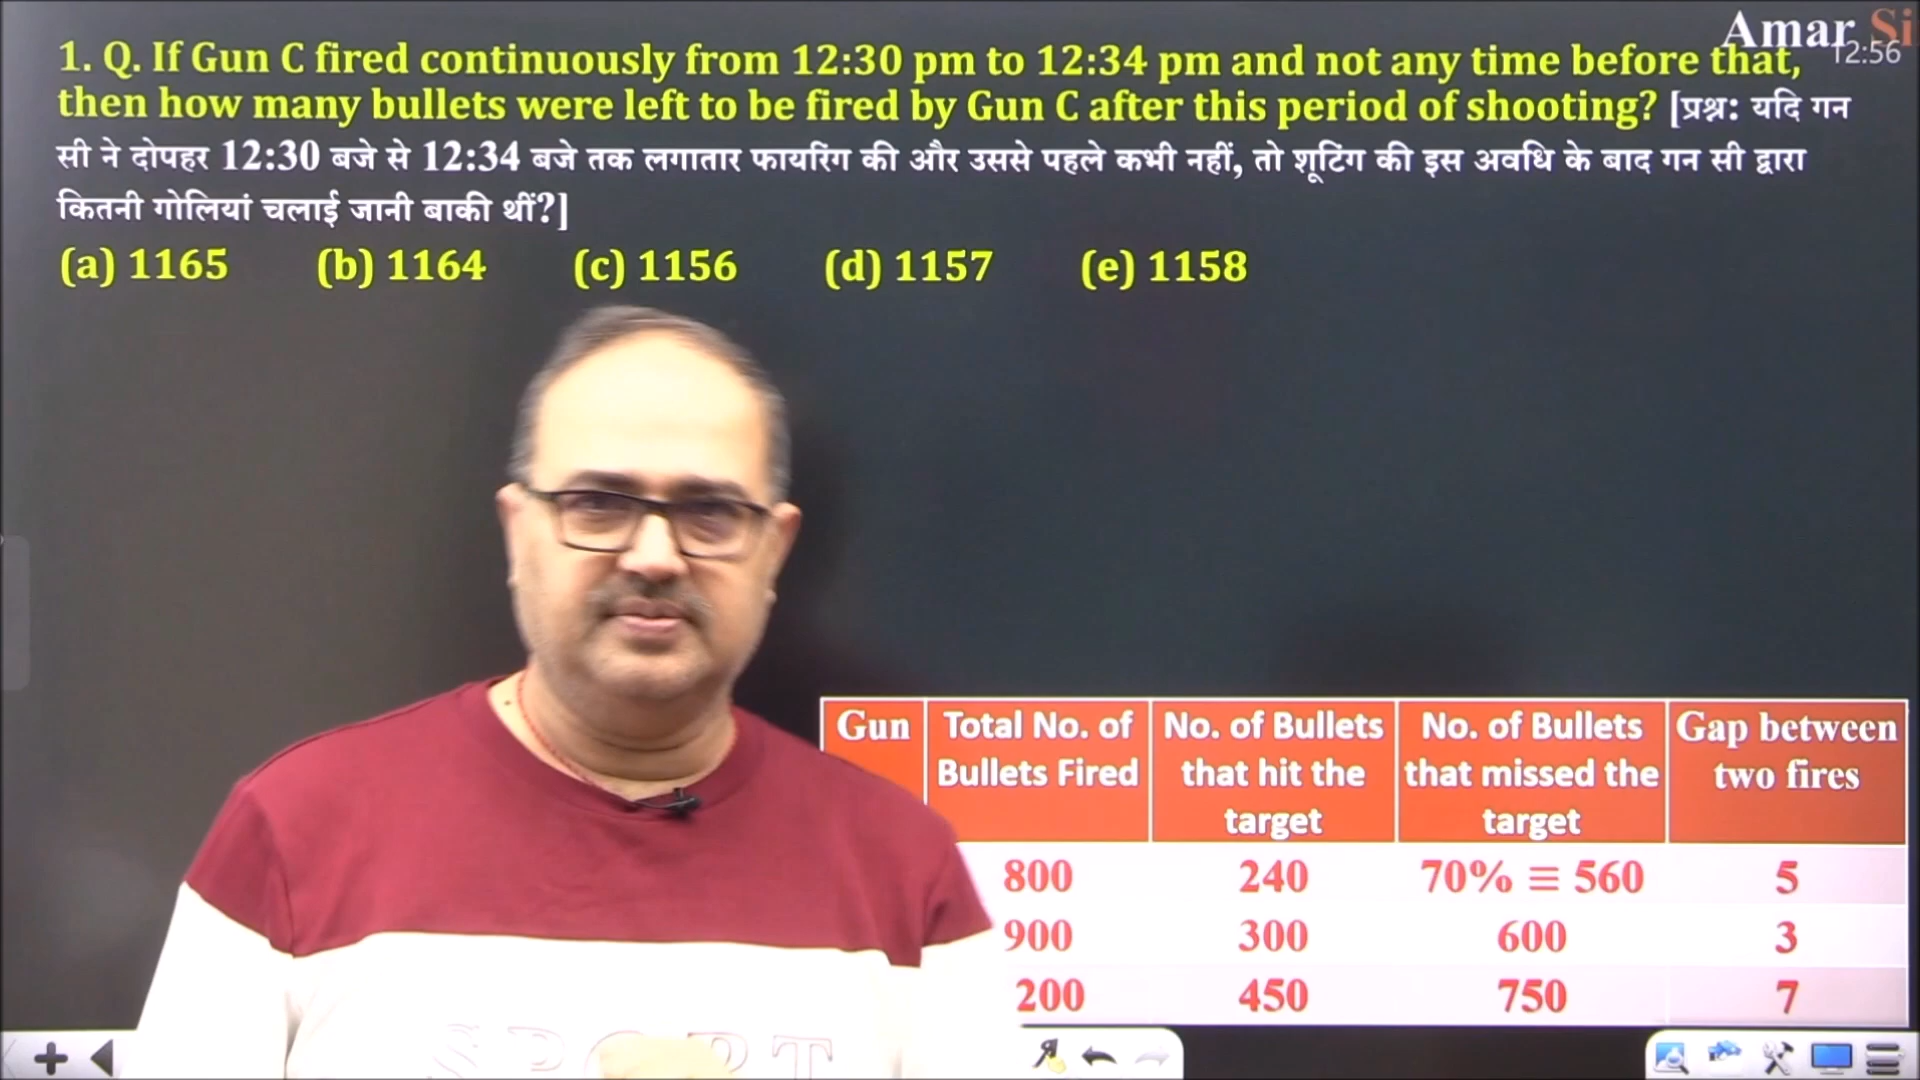 Amar Si
12:56
1. Q. If Gun C fired continuously from 12:30 pm to 12:34 pm and not any time before that,
then how many bullets were left to be fired by Gun C after this period of shooting? [प्रश्न: यदि गन
सी ने दोपहर 12:30 बजे से 12:34 बजे तक लगातार फायरिंग की और उससे पहले कभी नहीं, तो शूटिंग की इस अवधि के बाद गन सी द्वारा
कितनी गोलियां चलाई जानी बाकी थीं?]
(a) 1165 (b) 1164 (c) 1156 (d) 1157 (e) 1158
Gun Total No. of No. of Bullets No. of Bullets Gap between
Bullets Fired that hit the that missed the two fires
target target
800 240 70% ≡ 560 5
900 300 600 3
200 450 750 7
SPORT